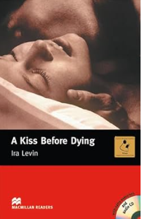 A Kiss Before Dying
Ira Levin
MACMILLAN READERS